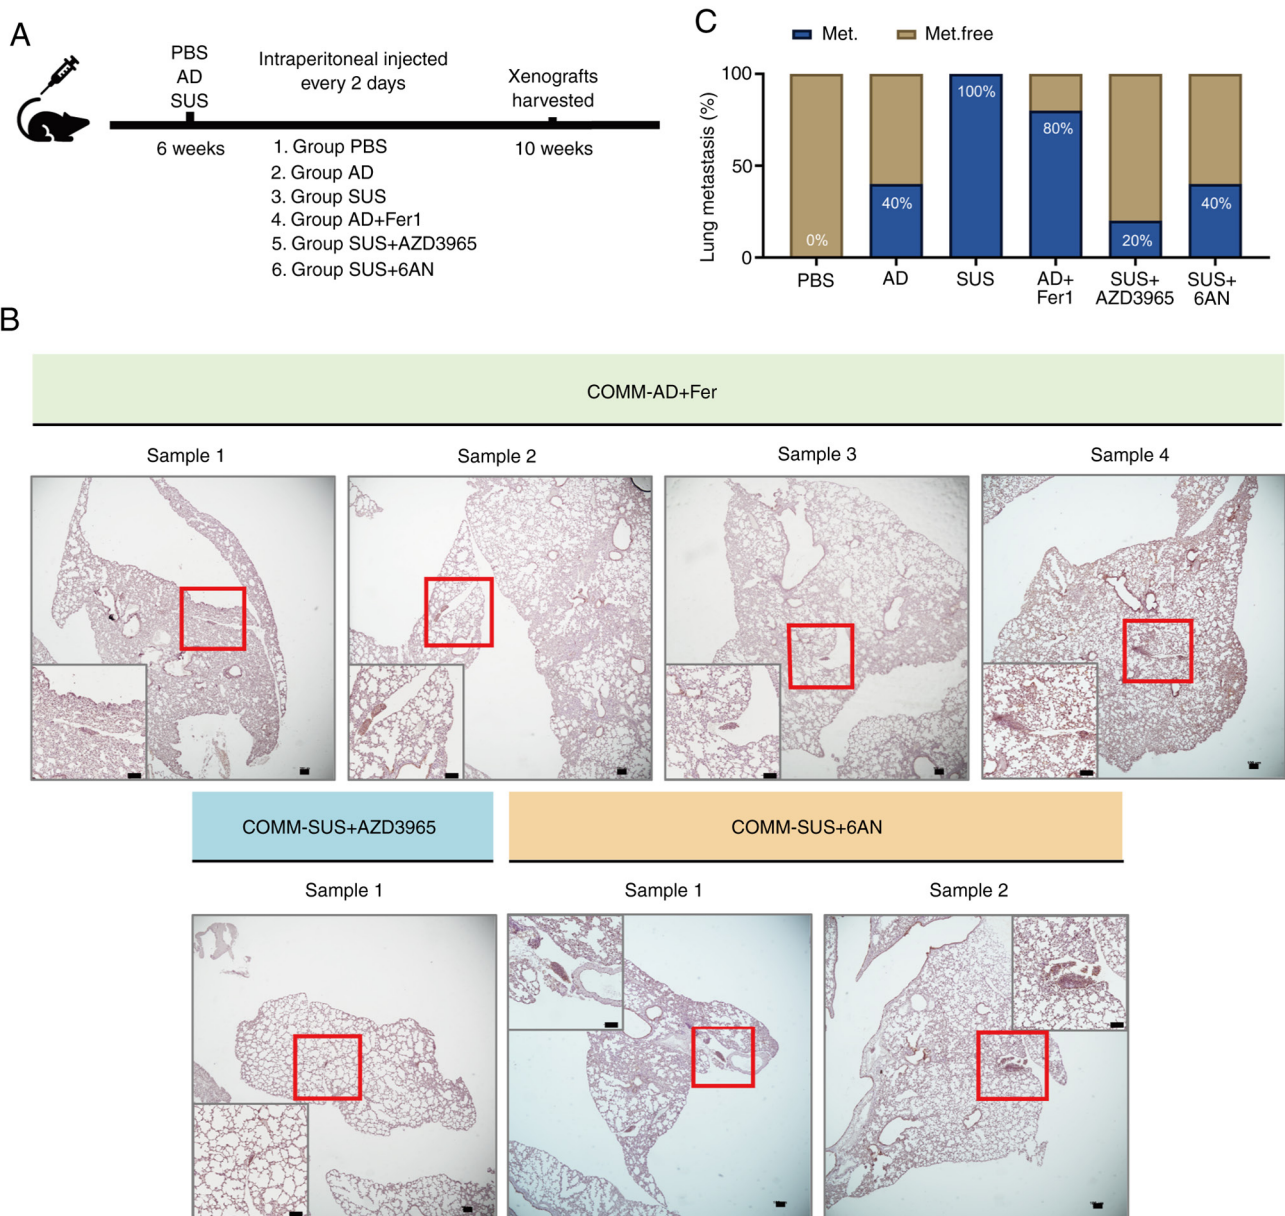 A
PBS
AD
SUS
Intraperitoneal injected
every 2 days
Xenografts
harvested
6 weeks
10 weeks
1. Group PBS
2. Group AD
3. Group SUS
4. Group AD+Fer1
5. Group SUS+AZD3965
6. Group SUS+6AN
C
Met.
Met.free
Lung metastasis (%)
100
50
0
0%
40%
100%
80%
20%
40%
PBS
AD
SUS
AD+
Fer1
SUS+
AZD3965
SUS+
6AN
B
COMM-AD+Fer
Sample 1
Sample 2
Sample 3
Sample 4
COMM-SUS+AZD3965
COMM-SUS+6AN
Sample 1
Sample 1
Sample 2